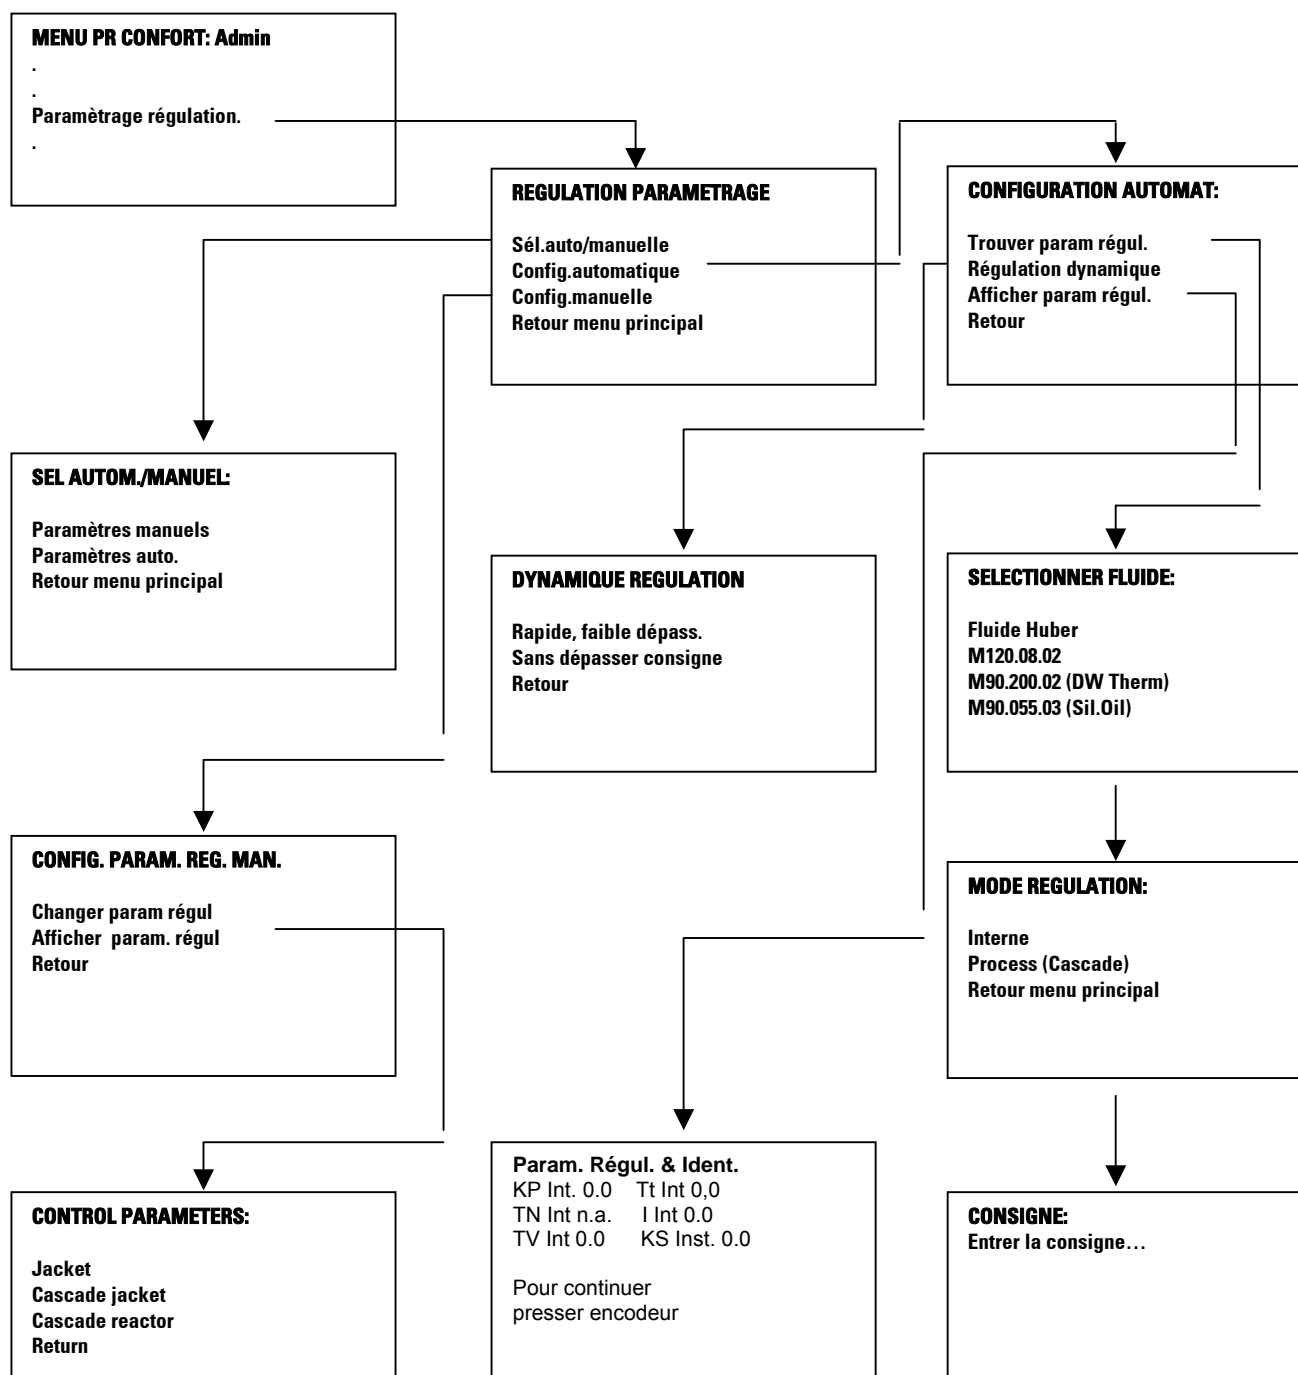 MENU PR CONFORT: Admin
.
.
Paramètrage régulation.
.
REGULATION PARAMETRAGE
Sél.auto/manuelle
Config.automatique
Config.manuelle
Retour menu principal
CONFIGURATION AUTOMAT:
Trouver param régul.
Régulation dynamique
Afficher param régul.
Retour
SEL AUTOM./MANUEL:
Paramètres manuels
Paramètres auto.
Retour menu principal
DYNAMIQUE REGULATION
Rapide, faible dépass.
Sans dépasser consigne
Retour
SELECTIONNER FLUIDE:
Fluide Huber
M120.08.02
M90.200.02 (DW Therm)
M90.055.03 (Sil.Oil)
CONFIG. PARAM. REG. MAN.
Changer param régul
Afficher param. régul
Retour
MODE REGULATION:
Interne
Process (Cascade)
Retour menu principal
CONTROL PARAMETERS:
Jacket
Cascade jacket
Cascade reactor
Return
Param. Régul. & Ident.
KP Int. 0.0 Tt Int 0,0
TN Int n.a. I Int 0.0
TV Int 0.0 KS Inst. 0.0
Pour continuer
presser encodeur
CONSIGNE:
Entrer la consigne…